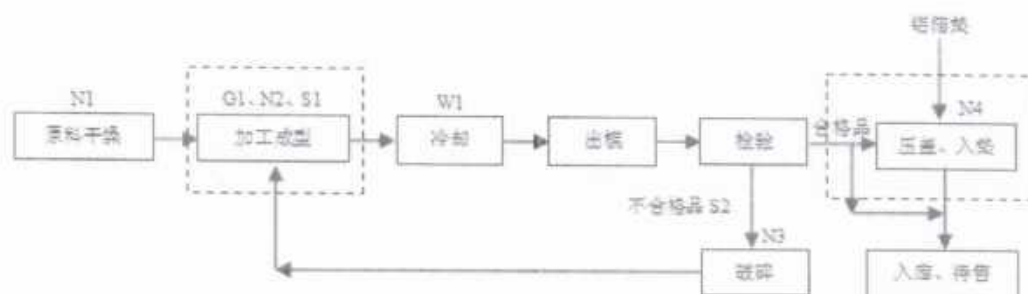 铝箔垫
N1
G1、N2、S1
W1
N4
原料干燥
加工成型
冷却
出模
检验
合格品
压盖、入垫
不合格品 S2
N3
破碎
入库、待售